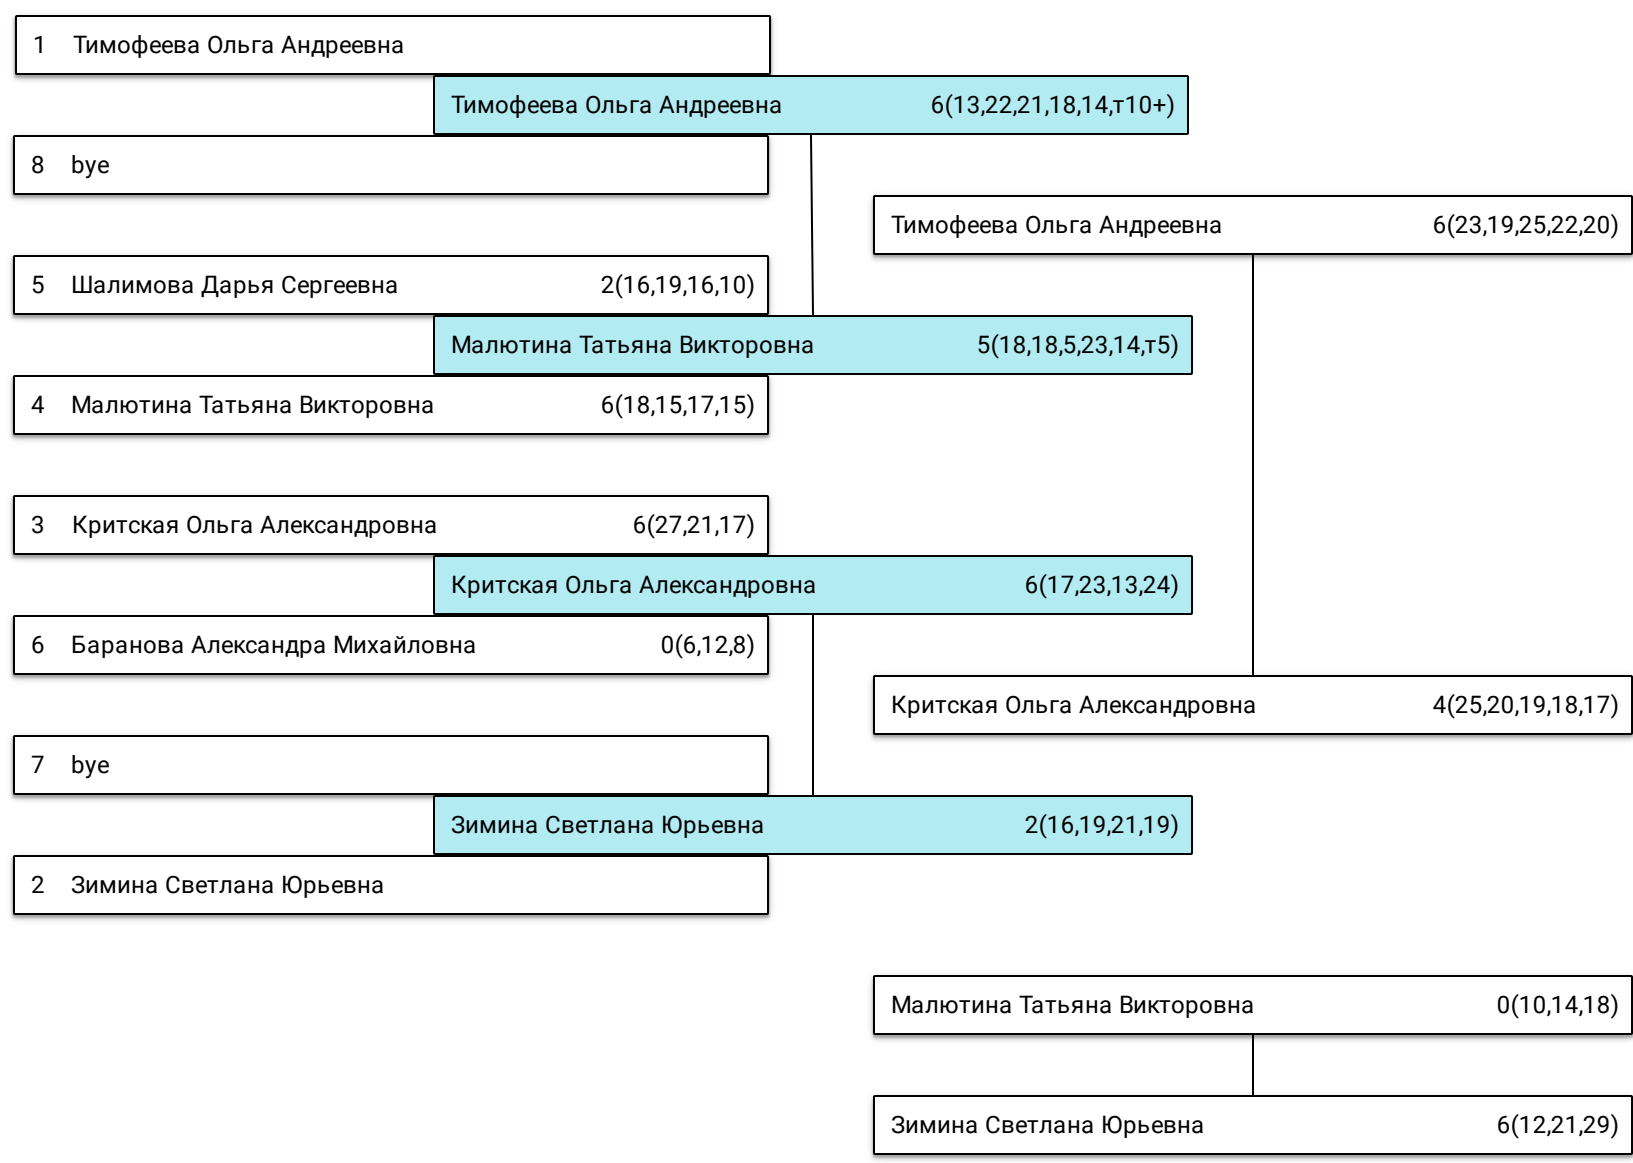 1 Тимофеева Ольга Андреевна
Тимофеева Ольга Андреевна 6(13,22,21,18,14,т10+)
8 bye
Тимофеева Ольга Андреевна 6(23,19,25,22,20)
5 Шалимова Дарья Сергеевна 2(16,19,16,10)
Малютина Татьяна Викторовна 5(18,18,5,23,14,т5)
4 Малютина Татьяна Викторовна 6(18,15,17,15)
3 Критская Ольга Александровна 6(27,21,17)
Критская Ольга Александровна 6(17,23,13,24)
6 Баранова Александра Михайловна 0(6,12,8)
Критская Ольга Александровна 4(25,20,19,18,17)
7 bye
Зимина Светлана Юрьевна 2(16,19,21,19)
2 Зимина Светлана Юрьевна
Малютина Татьяна Викторовна 0(10,14,18)
Зимина Светлана Юрьевна 6(12,21,29)